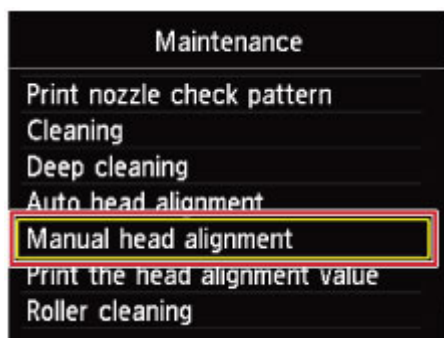 Maintenance
Print nozzle check pattern
Cleaning
Deep cleaning
Auto head alignment
Manual head alignment
Print the head alignment value
Roller cleaning